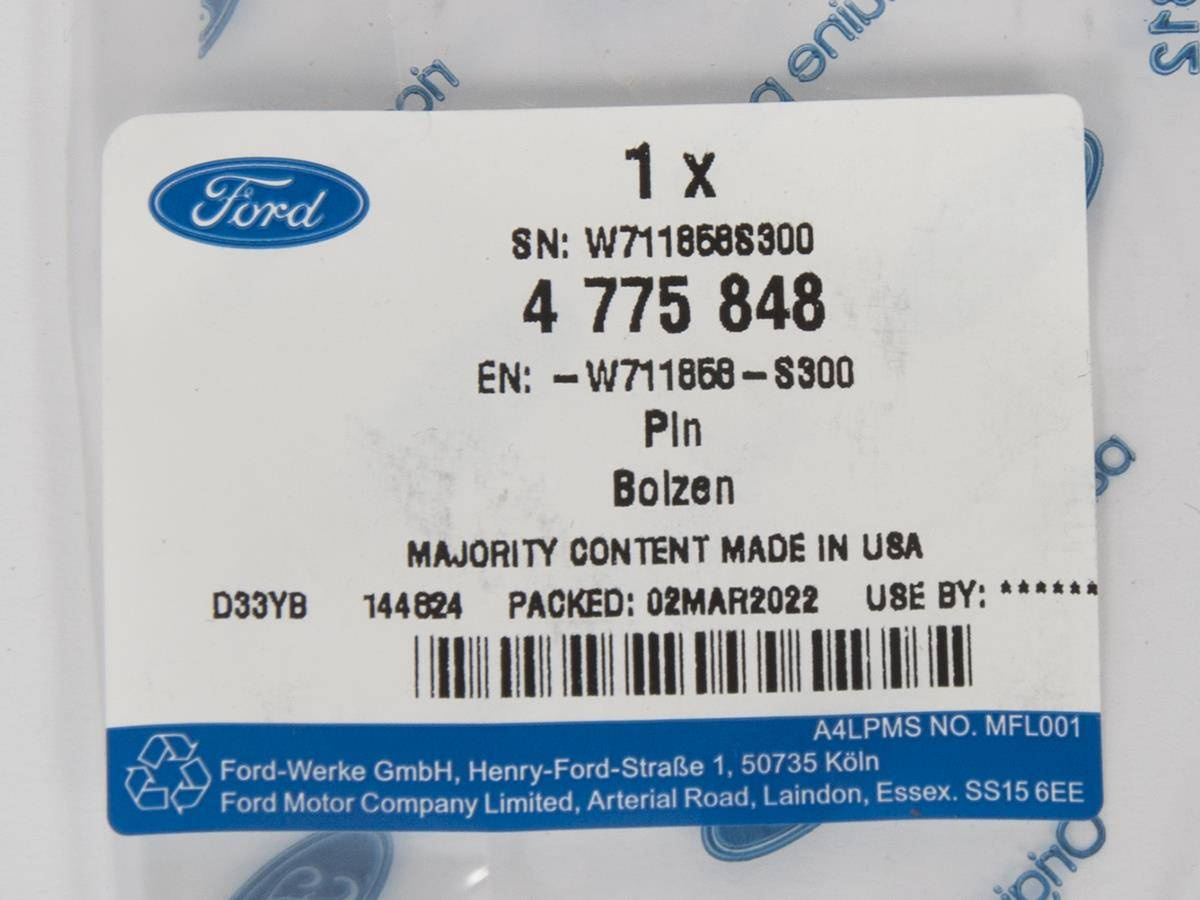 Ford
1 x
SN: W711858S300
4 775 848
EN: -W711858-S300
Pin
Bolzen
MAJORITY CONTENT MADE IN USA
D33YB 144824 PACKED: 02MAR2022 USE BY: ******
A4LPMS NO. MFL001
Ford-Werke GmbH, Henry-Ford-Straße 1, 50735 Köln
Ford Motor Company Limited, Arterial Road, Laindon, Essex. SS15 6EE